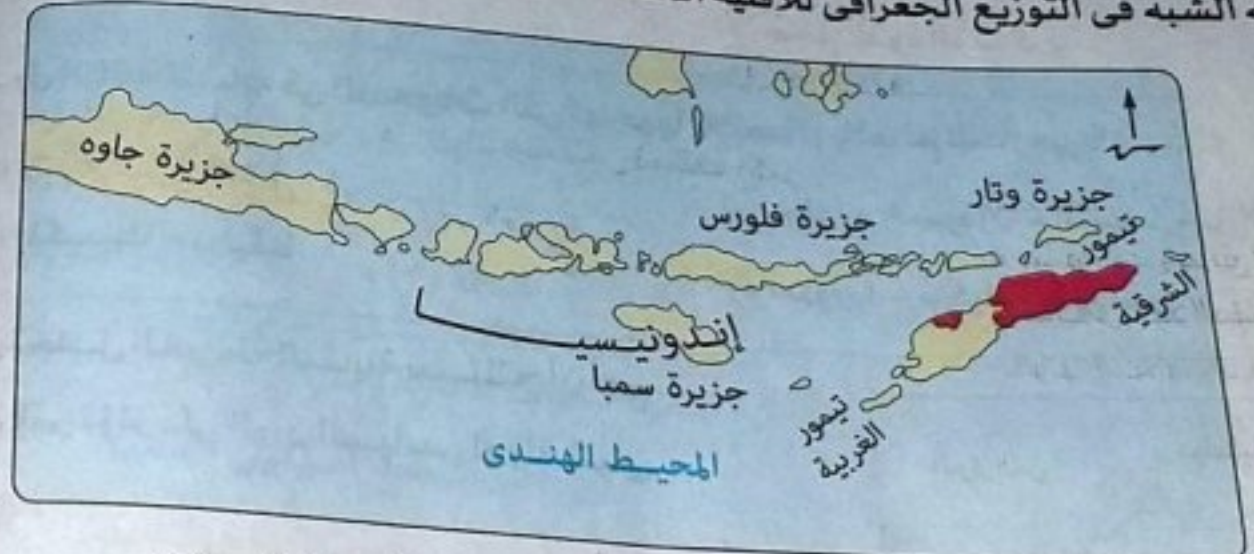 الشبه فى التوزيع الجغرافى
جزيرة جاوه
جزيرة وتار
جزيرة فلورس
تيمور
الشرقية
إندونيسيا
جزيرة سمبا
تيمور
الغربية
المحيط الهندى